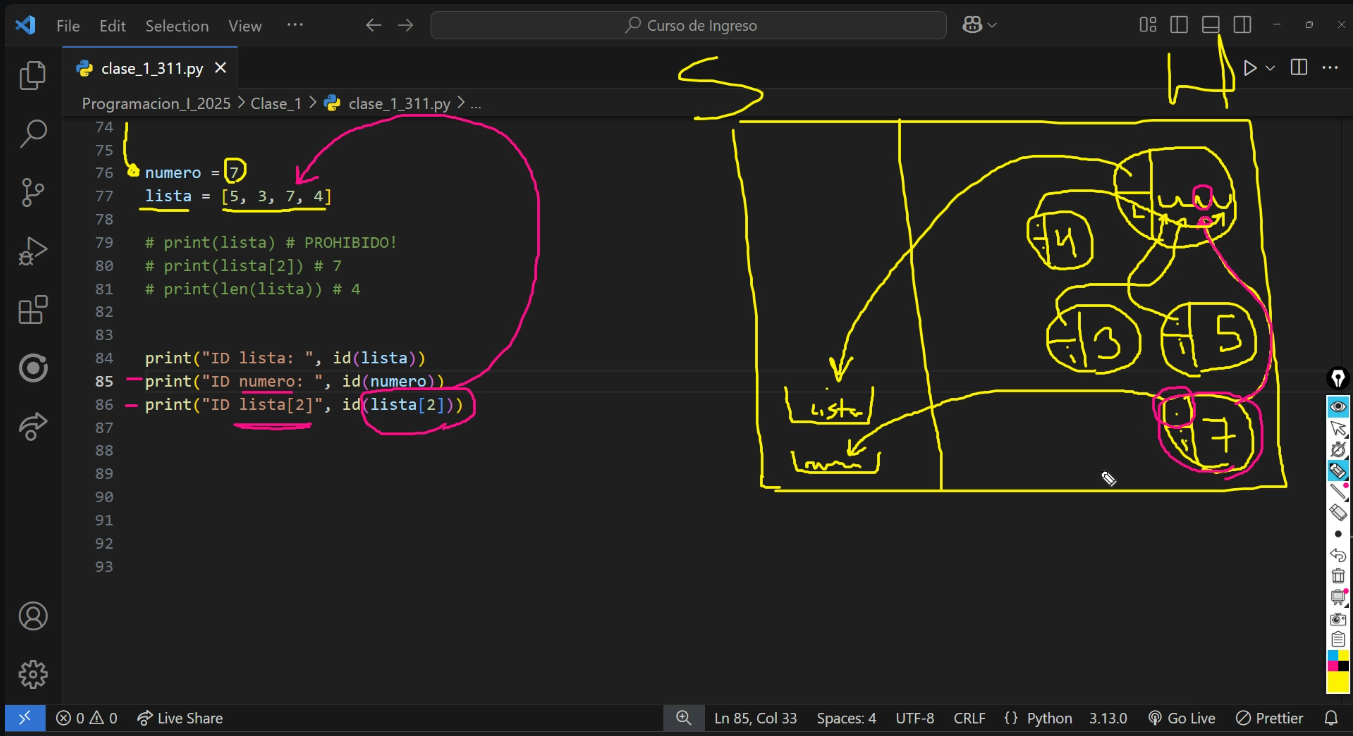 File Edit Selection View ··· Curso de Ingreso
clase_1_311.py
Programacion_I_2025 > Clase_1 > clase_1_311.py > ...
S H
74
75
76 numero = 7
77 lista = [5, 3, 7, 4]
78
79 # print(lista) # PROHIBIDO!
80 # print(lista[2]) # 7
81 # print(len(lista)) # 4
82
83
84 print("ID lista: ", id(lista))
85 print("ID numero: ", id(numero))
86 print("ID lista[2]", id(lista[2]))
87
88
89
90
91
92
93
4
3 5
Lista
7
0 0 Live Share Ln 85, Col 33 Spaces: 4 UTF-8 CRLF {} Python 3.13.0 Go Live Prettier